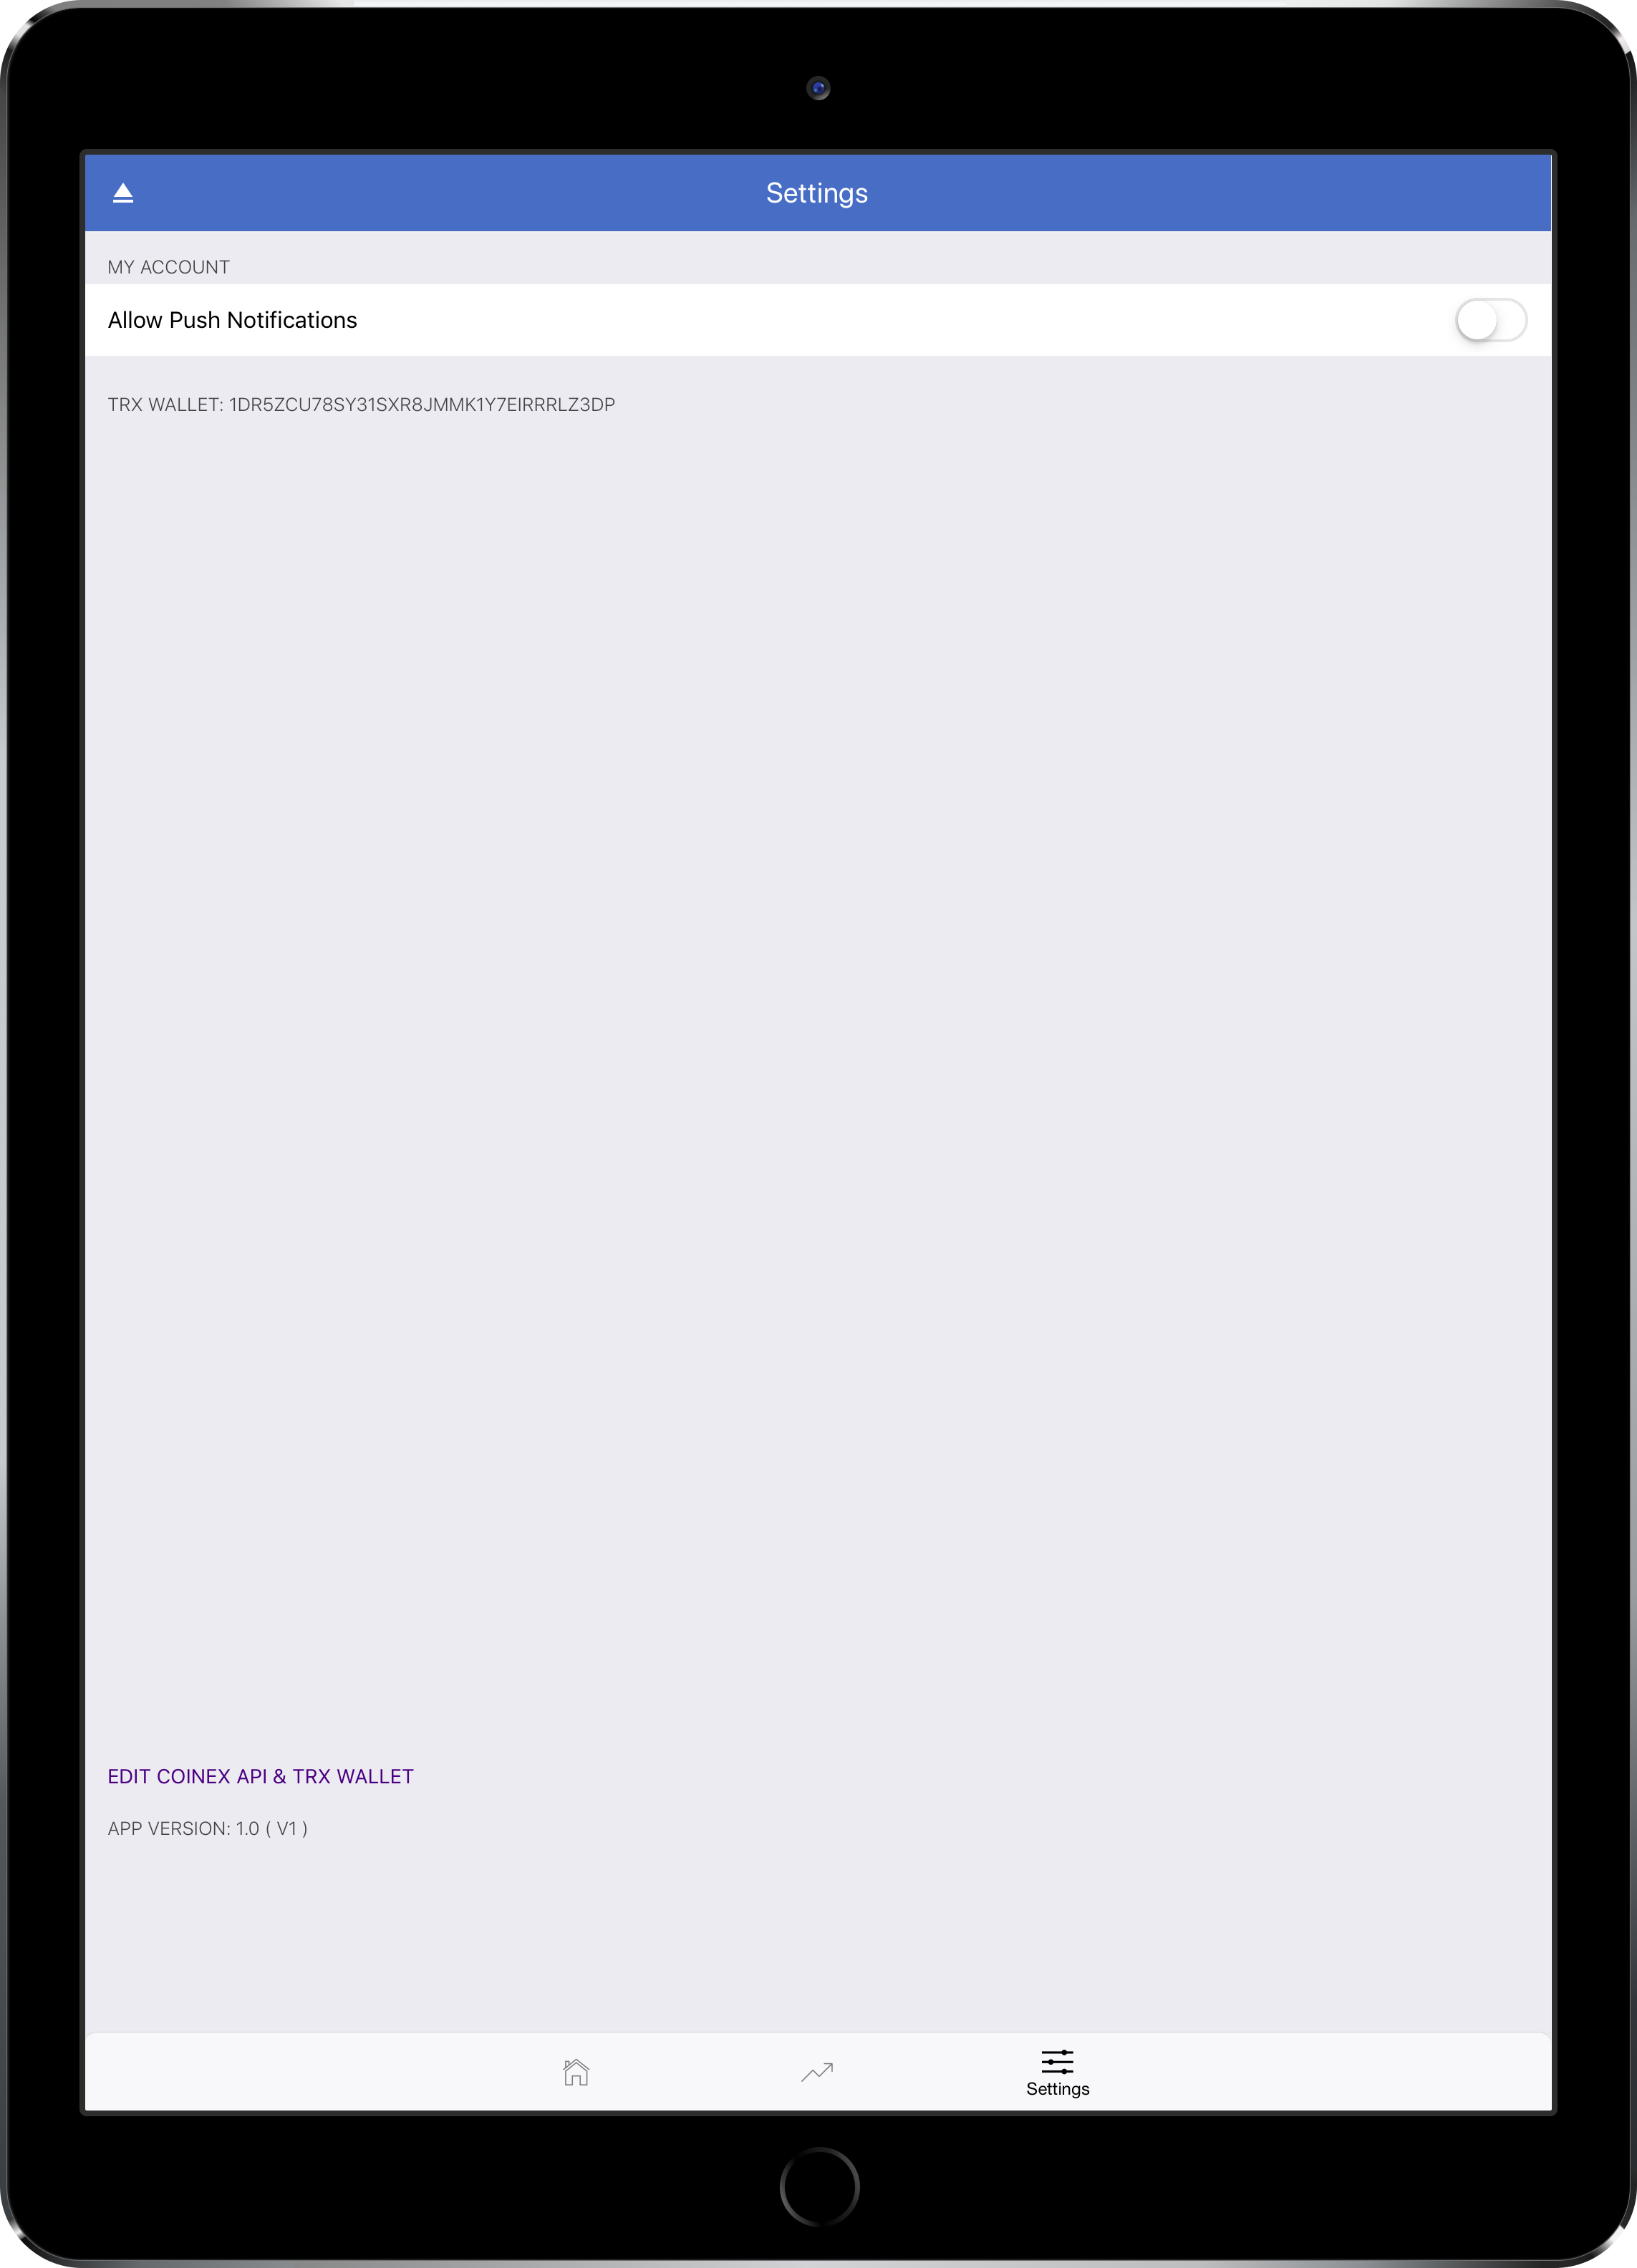 Settings
MY ACCOUNT
Allow Push Notifications
TRX WALLET: 1DR5ZCU78SY31SXR8JMMK1Y7EIRRRLZ3DP
EDIT COINEX API & TRX WALLET
APP VERSION: 1.0 ( V1 )
Settings